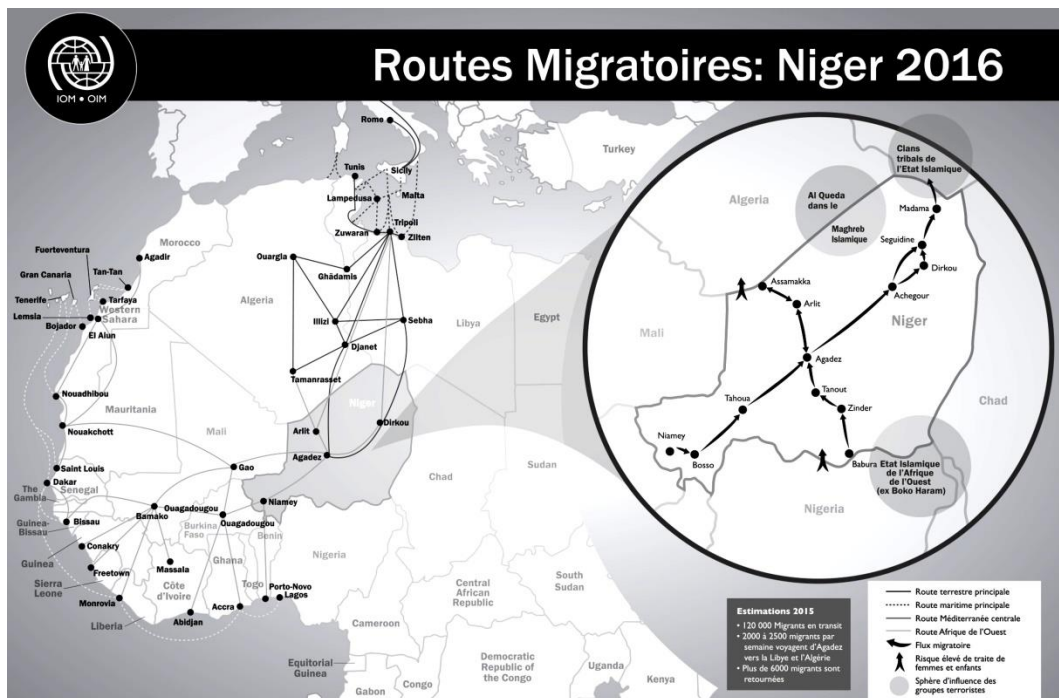 IOM • OIM
Routes Migratoires: Niger 2016
Rome
Turkey
Tunis
Sicily
Lampedusa
Malta
Tripoli
Zuwaran
Zliten
Morocco
Agadir
Fuerteventura
Gran Canaria
Tan-Tan
Tenerife
Tarfaya
Western
Sahara
Lemsla
Bojador
El Alun
Ouargla
Ghādamis
Algeria
Illizi
Sebha
Libya
Egypt
Djanet
Tamanrasset
Nouadhibou
Mauritania
Nouakchott
Mali
Niger
Arlit
Dirkou
Agadez
Gao
Chad
Sudan
Saint Louis
Dakar
Senegal
The
Gambia
Niamey
Ouagadougou
Bamako
Ouagadougou
Burkina
Faso
Benin
Bissau
Guinea-
Bissau
Guinea
Conakry
Freetown
Sierra
Leone
Massala
Côte
d'Ivoire
Ghana
Togo
Nigeria
Porto-Novo
Lagos
Monrovia
Liberia
Abidjan
Accra
Central
African
Republic
South
Sudan
Cameroon
Equitorial
Guinea
Gabon
Congo
Democratic
Republic of
the Congo
Uganda
Kenya
Clans
tribals de
l'Etat Islamique
Al Queda
dans le
Maghreb
Islamique
Algeria
Madama
Seguidine
Dirkou
Achegour
Assamakka
Arlit
Niger
Mali
Agadez
Chad
Tanout
Tahoua
Zinder
Niamey
Bosso
Babura
Etat Islamique
de l'Afrique
de l'Ouest
(ex Boko Haram)
Nigeria
Estimations 2015
• 120 000 Migrants en transit
• 2000 à 2500 migrants par
semaine voyagent d'Agadez
vers la Libye et l'Algérie
• Plus de 6000 migrants sont
retournées
Route terrestre principale
Route maritime principale
Route Méditerranée centrale
Route Afrique de l'Ouest
Flux migratoire
Risque élevé de traite de
femmes et enfants
Sphère d'influence des
groupes terroristes